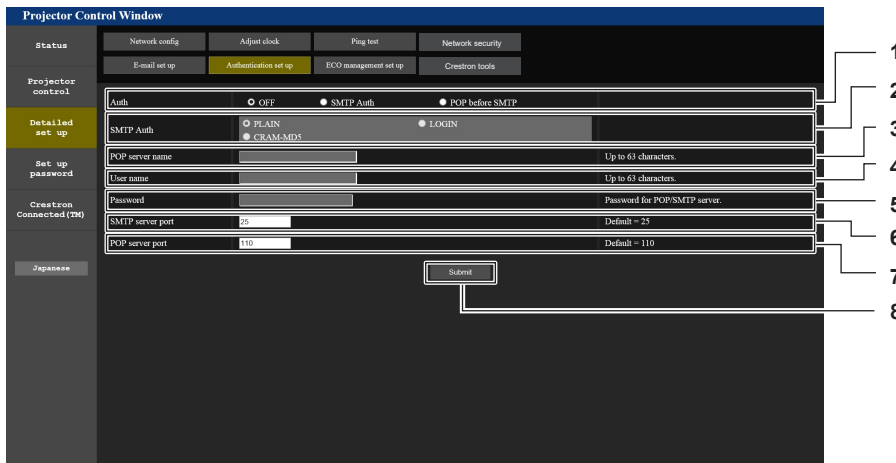 Projector Control Window
Status
Network config
Adjust clock
Ping test
Network security
E-mail set up
Authentication set up
ECO management set up
Crestron tools
Projector
control
Detailed
set up
Set up
password
Crestron
Connected(TM)
Japanese
Auth OFF SMTP Auth POP before SMTP
SMTP Auth PLAIN LOGIN
CRAM-MD5
POP server name Up to 63 characters.
User name Up to 63 characters.
Password Password for POP/SMTP server.
SMTP server port 25 Default = 25
POP server port 110 Default = 110
Submit
1
2
3
4
5
6
7
8